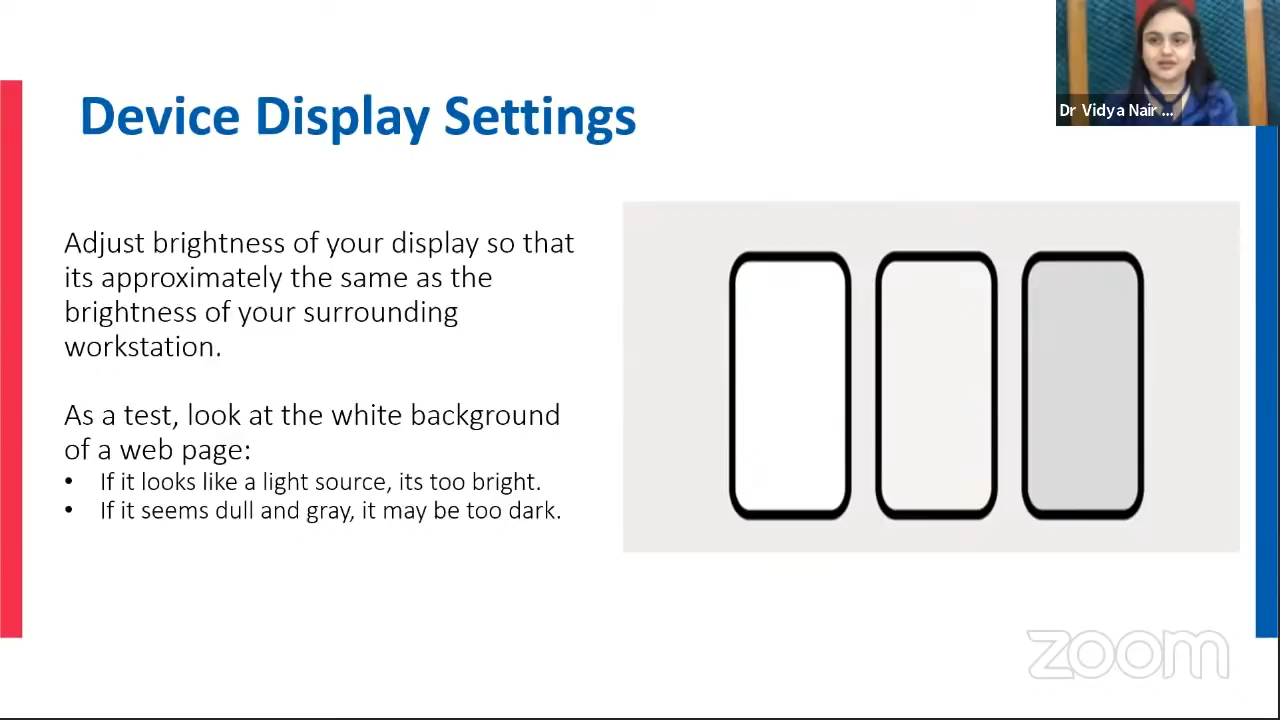 Dr Vidya Nair ...
Device Display Settings
Adjust brightness of your display so that
its approximately the same as the
brightness of your surrounding
workstation.
As a test, look at the white background
of a web page:
• If it looks like a light source, its too bright.
• If it seems dull and gray, it may be too dark.
zoom